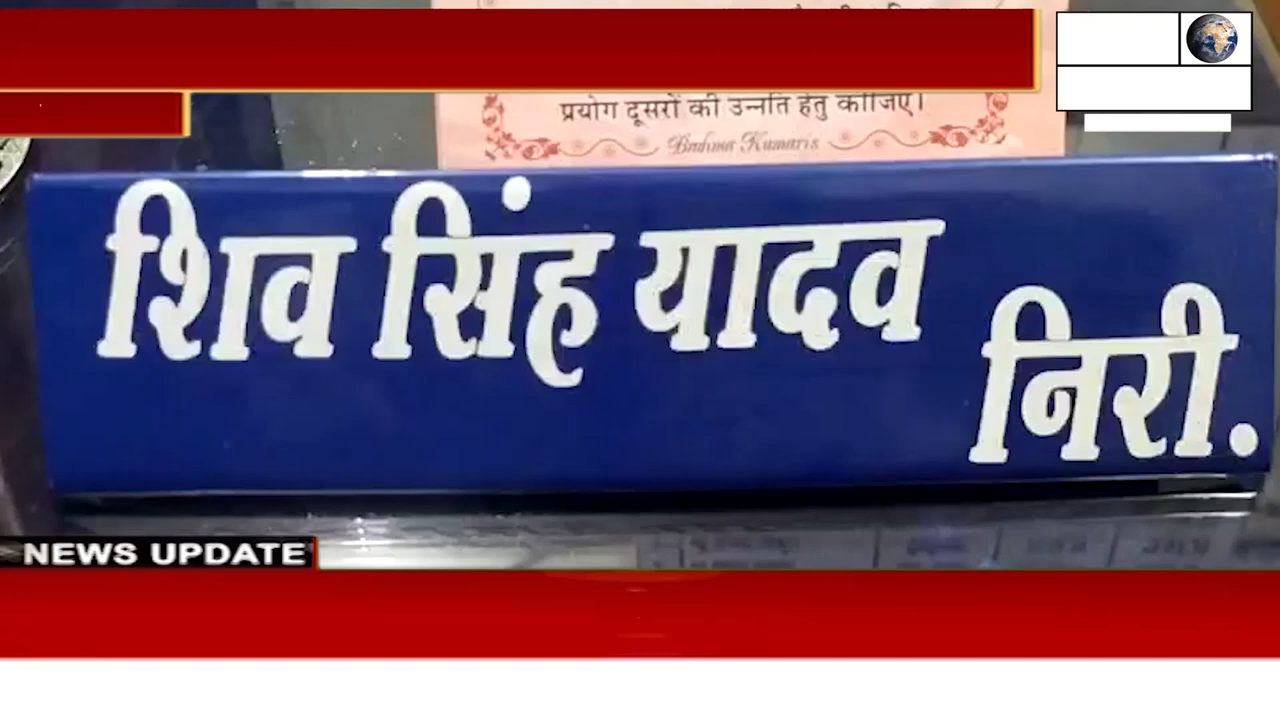 प्रयोग दूसरों की उन्नति हेतु कीजिए।
Brahma Kumaris
शिव सिंह यादव
निरी.
NEWS UPDATE